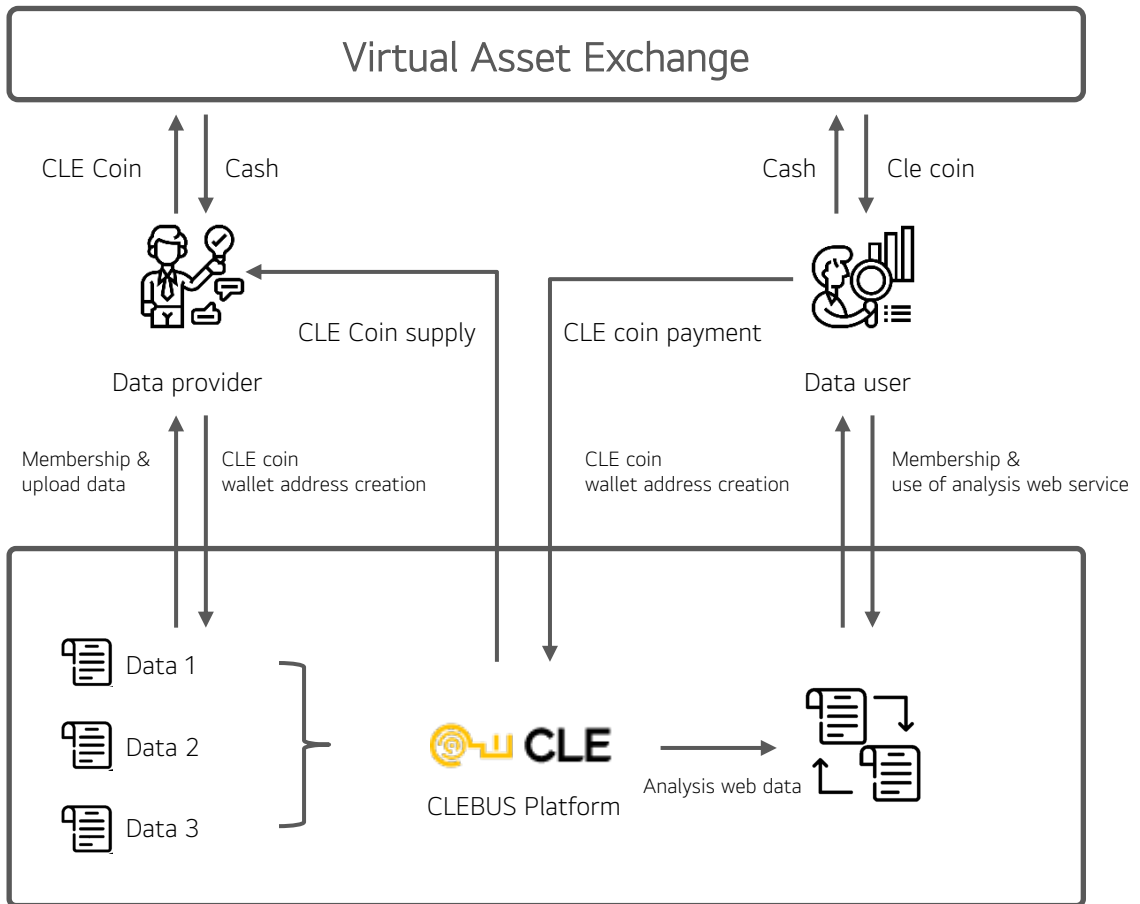 Virtual Asset Exchange
CLE Coin
Cash
Cash
Cle coin
CLE Coin supply
CLE coin payment
Data provider
Data user
Membership &
upload data
CLE coin
wallet address creation
CLE coin
wallet address creation
Membership &
use of analysis web service
Data 1
Data 2
Data 3
CLE
CLEBUS Platform
Analysis web data